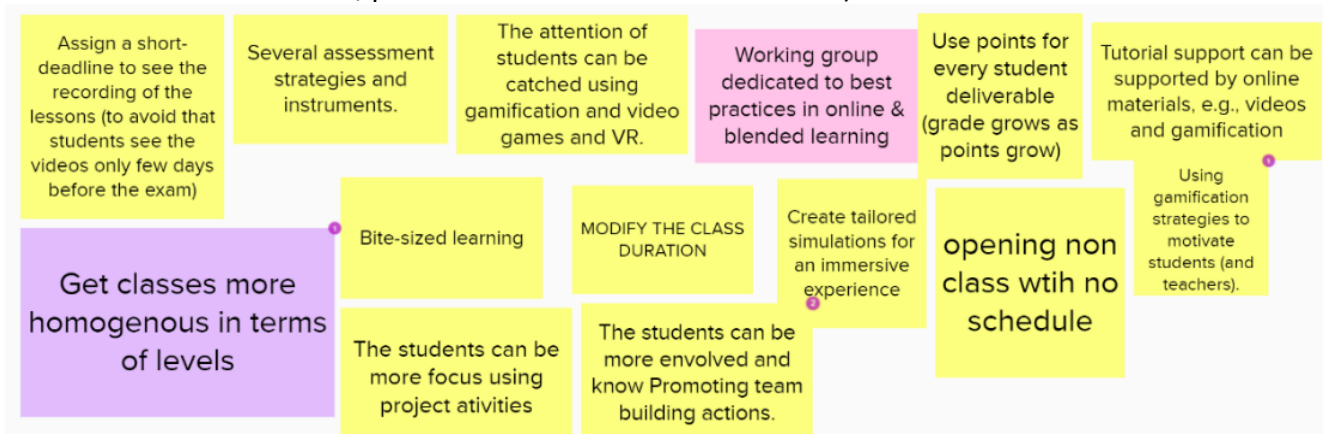 Assign a short-
deadline to see the
recording of the
lessons (to avoid that
students see the
videos only few days
before the exam)
Several assessment
strategies and
instruments.
The attention of
students can be
catched using
gamification and video
games and VR.
Working group
dedicated to best
practices in online &
blended learning
Use points for
every student
deliverable
(grade grows as
points grow)
Tutorial support can be
supported by online
materials, e.g., videos
and gamification
1
Get classes more
homogenous in terms
of levels
1
Bite-sized learning
MODIFY THE CLASS
DURATION
Create tailored
simulations for
an immersive
experience
opening non
class wtih no
schedule
Using
gamification
strategies to
motivate
students (and
teachers).
The students can be
more focus using
project ativities
2
The students can be
more envolved and
know Promoting team
building actions.